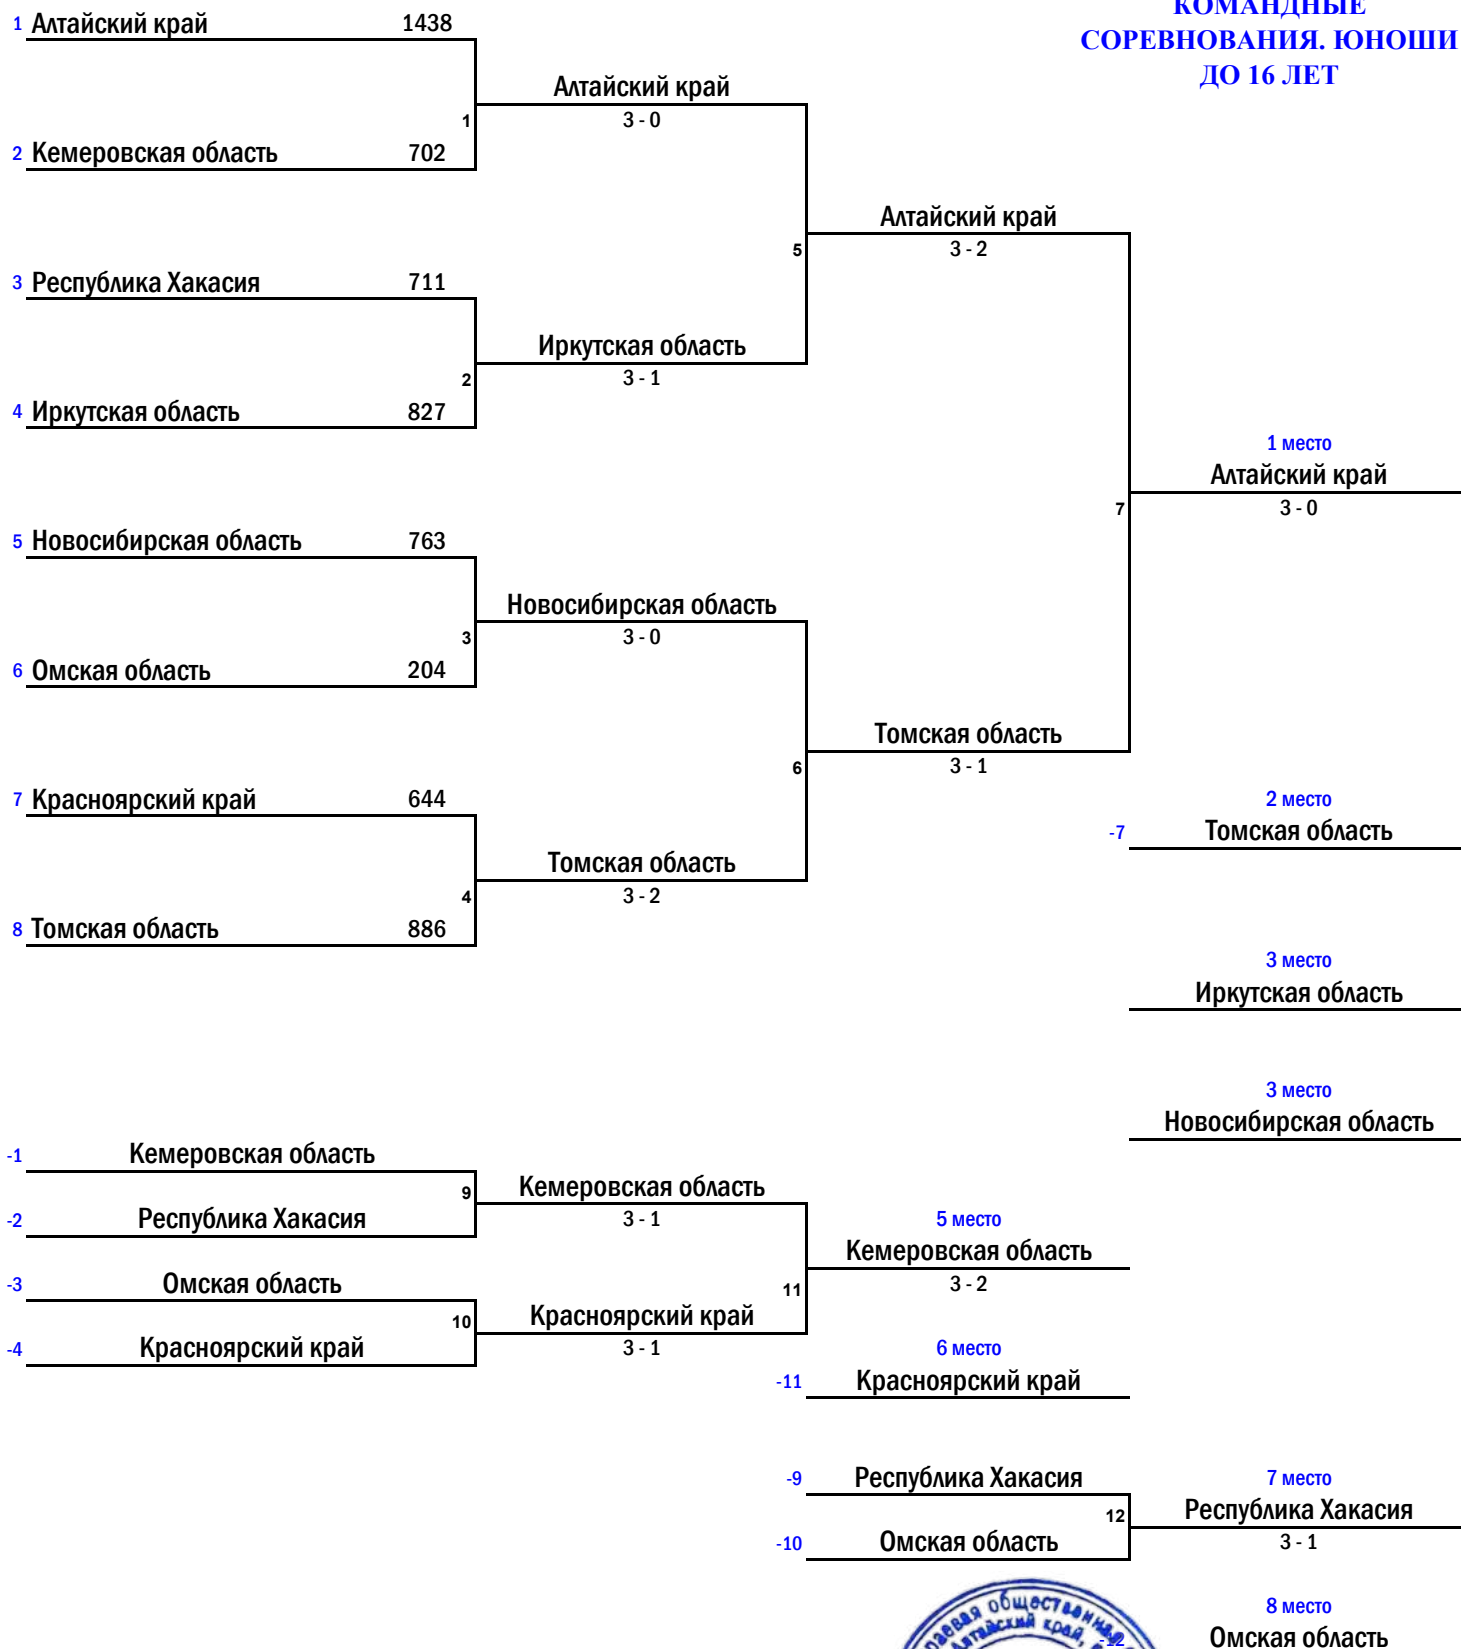 КОМАНДНЫЕ
СОРЕВНОВАНИЯ. ЮНОШИ
ДО 16 ЛЕТ
1 Алтайский край 1438
Алтайский край
1 3 - 0
2 Кемеровская область 702
Алтайский край
5 3 - 2
3 Республика Хакасия 711
Иркутская область
2 3 - 1
4 Иркутская область 827
1 место
Алтайский край
7 3 - 0
5 Новосибирская область 763
Новосибирская область
3 3 - 0
6 Омская область 204
Томская область
6 3 - 1
7 Красноярский край 644
2 место
-7 Томская область
Томская область
4 3 - 2
8 Томская область 886
3 место
Иркутская область
3 место
Новосибирская область
-1 Кемеровская область
9 Кемеровская область
-2 Республика Хакасия 3 - 1
5 место
Кемеровская область
-3 Омская область
11 3 - 2
10 Красноярский край
-4 Красноярский край 3 - 1
6 место
-11 Красноярский край
-9 Республика Хакасия
7 место
12 Республика Хакасия
-10 Омская область 3 - 1
8 место
-12 Омская область
раевая общественная
Алтайский край,